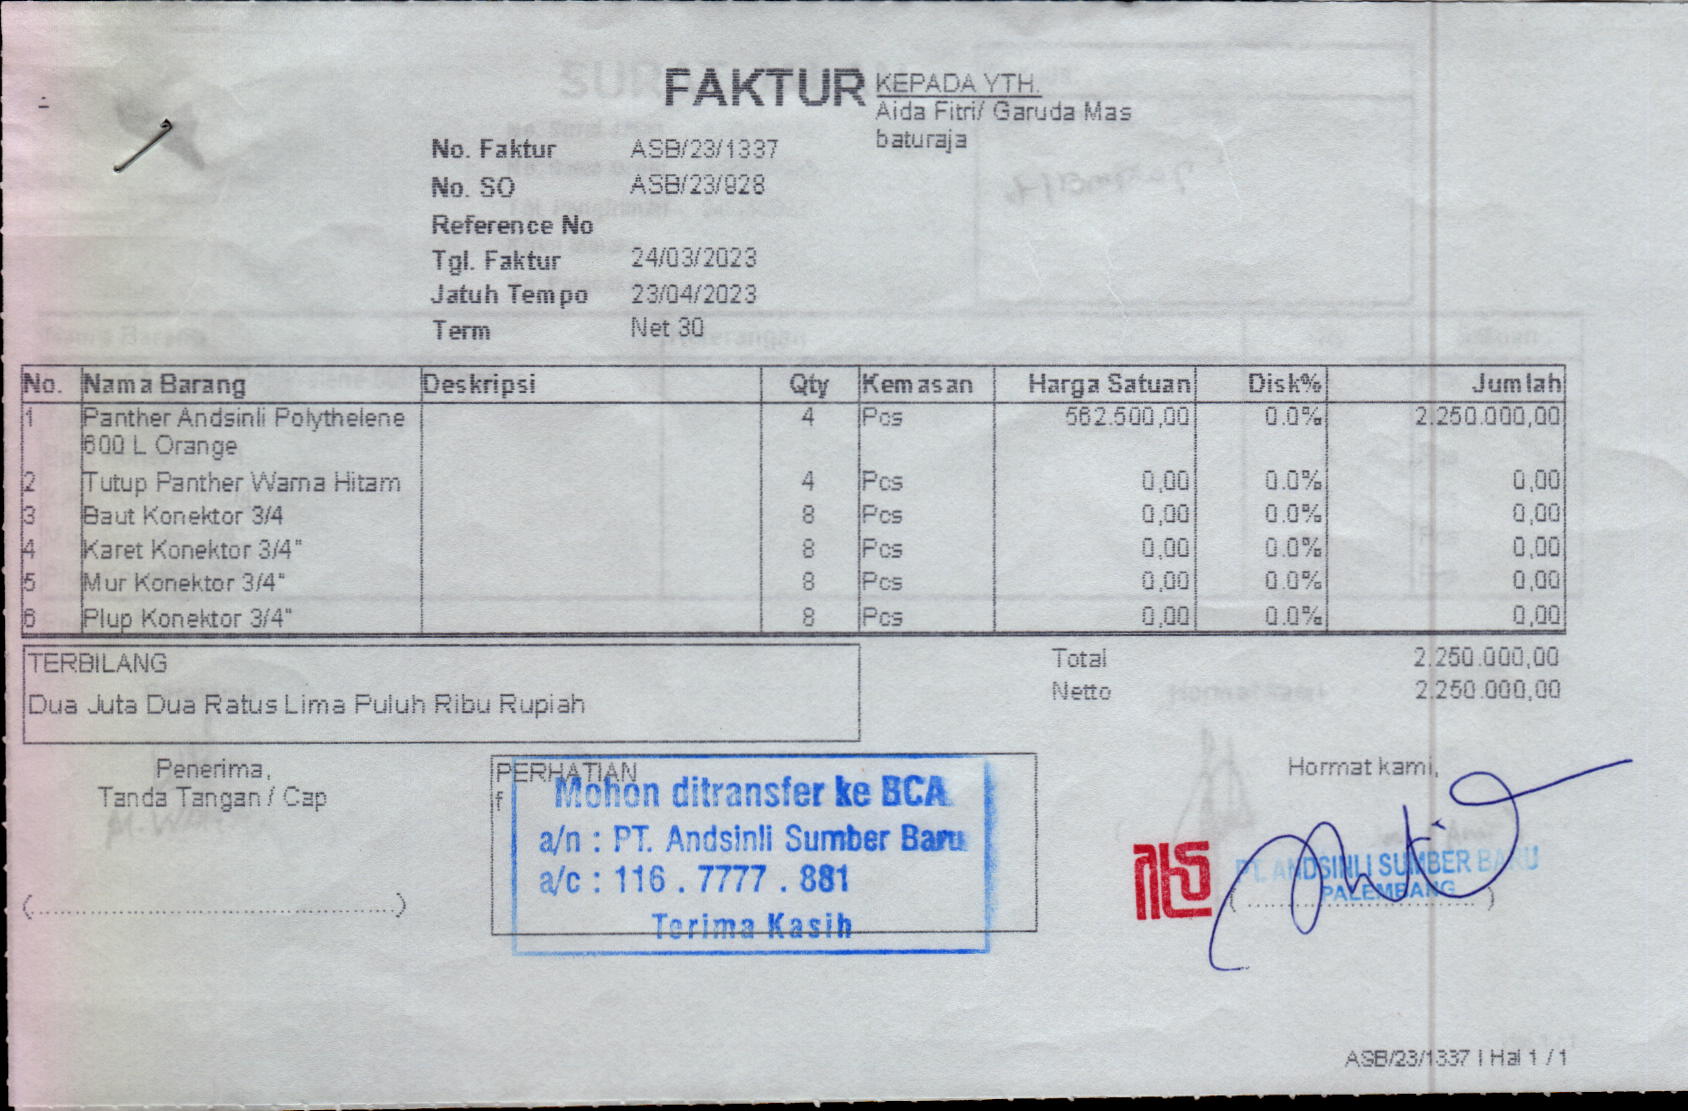 FAKTUR
KEPADA YTH.
Aida Fitri/ Garuda Mas
baturaja
No. Faktur ASB/23/1337
No. SO ASB/23/928
Reference No
Tgl. Faktur 24/03/2023
Jatuh Tempo 23/04/2023
Term Net 30
No. Nama Barang Deskripsi Qty Kemasan Harga Satuan Disk% Jumlah
1 Panther Andsinli Polythelene 4 Pcs 562.500,00 0.0% 2.250.000,00
600 L Orange
2 Tutup Panther Warna Hitam 4 Pcs 0,00 0.0% 0,00
3 Baut Konektor 3/4 8 Pcs 0,00 0.0% 0,00
4 Karet Konektor 3/4" 8 Pcs 0,00 0.0% 0,00
5 Mur Konektor 3/4" 8 Pcs 0,00 0.0% 0,00
6 Plup Konektor 3/4" 8 Pcs 0,00 0.0% 0,00
TERBILANG
Dua Juta Dua Ratus Lima Puluh Ribu Rupiah
Total 2.250.000,00
Netto 2.250.000,00
Penerima,
Tanda Tangan / Cap
PERHATIAN
f
Mohon ditransfer ke BCA
a/n : PT. Andsinli Sumber Baru
a/c : 116 . 7777 . 881
Terima Kasih
Hormat kami,
PT. ANDSINLI SUMBER BARU
PALEMBANG
ASB/23/1337 | Hal 1 / 1